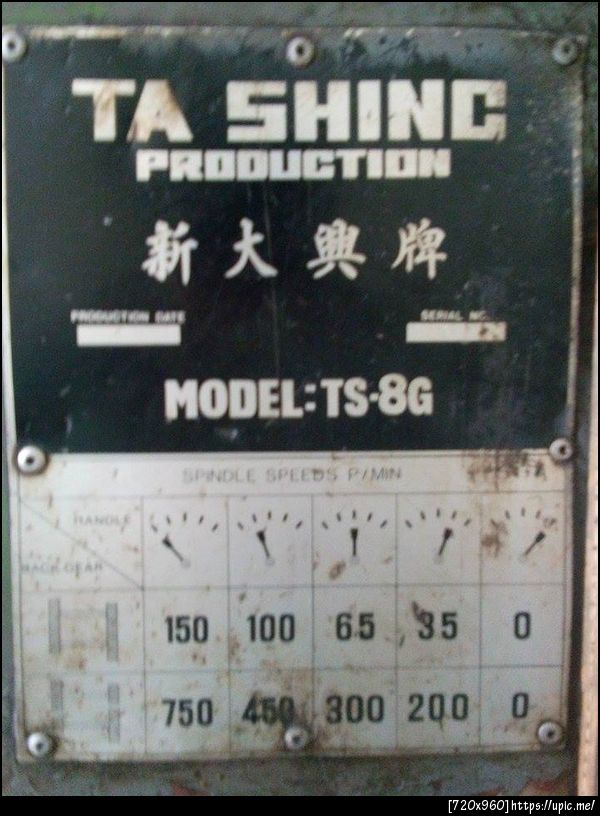 TA SHING
PRODUCTION
新大興牌
PRODUCTION DATE SERIAL NO.
MODEL: TS-8G
SPINDLE SPEEDS R/MIN
HANDLE
BACK GEAR
150 100 65 35 0
750 450 300 200 0
[720x960]https://upic.me/